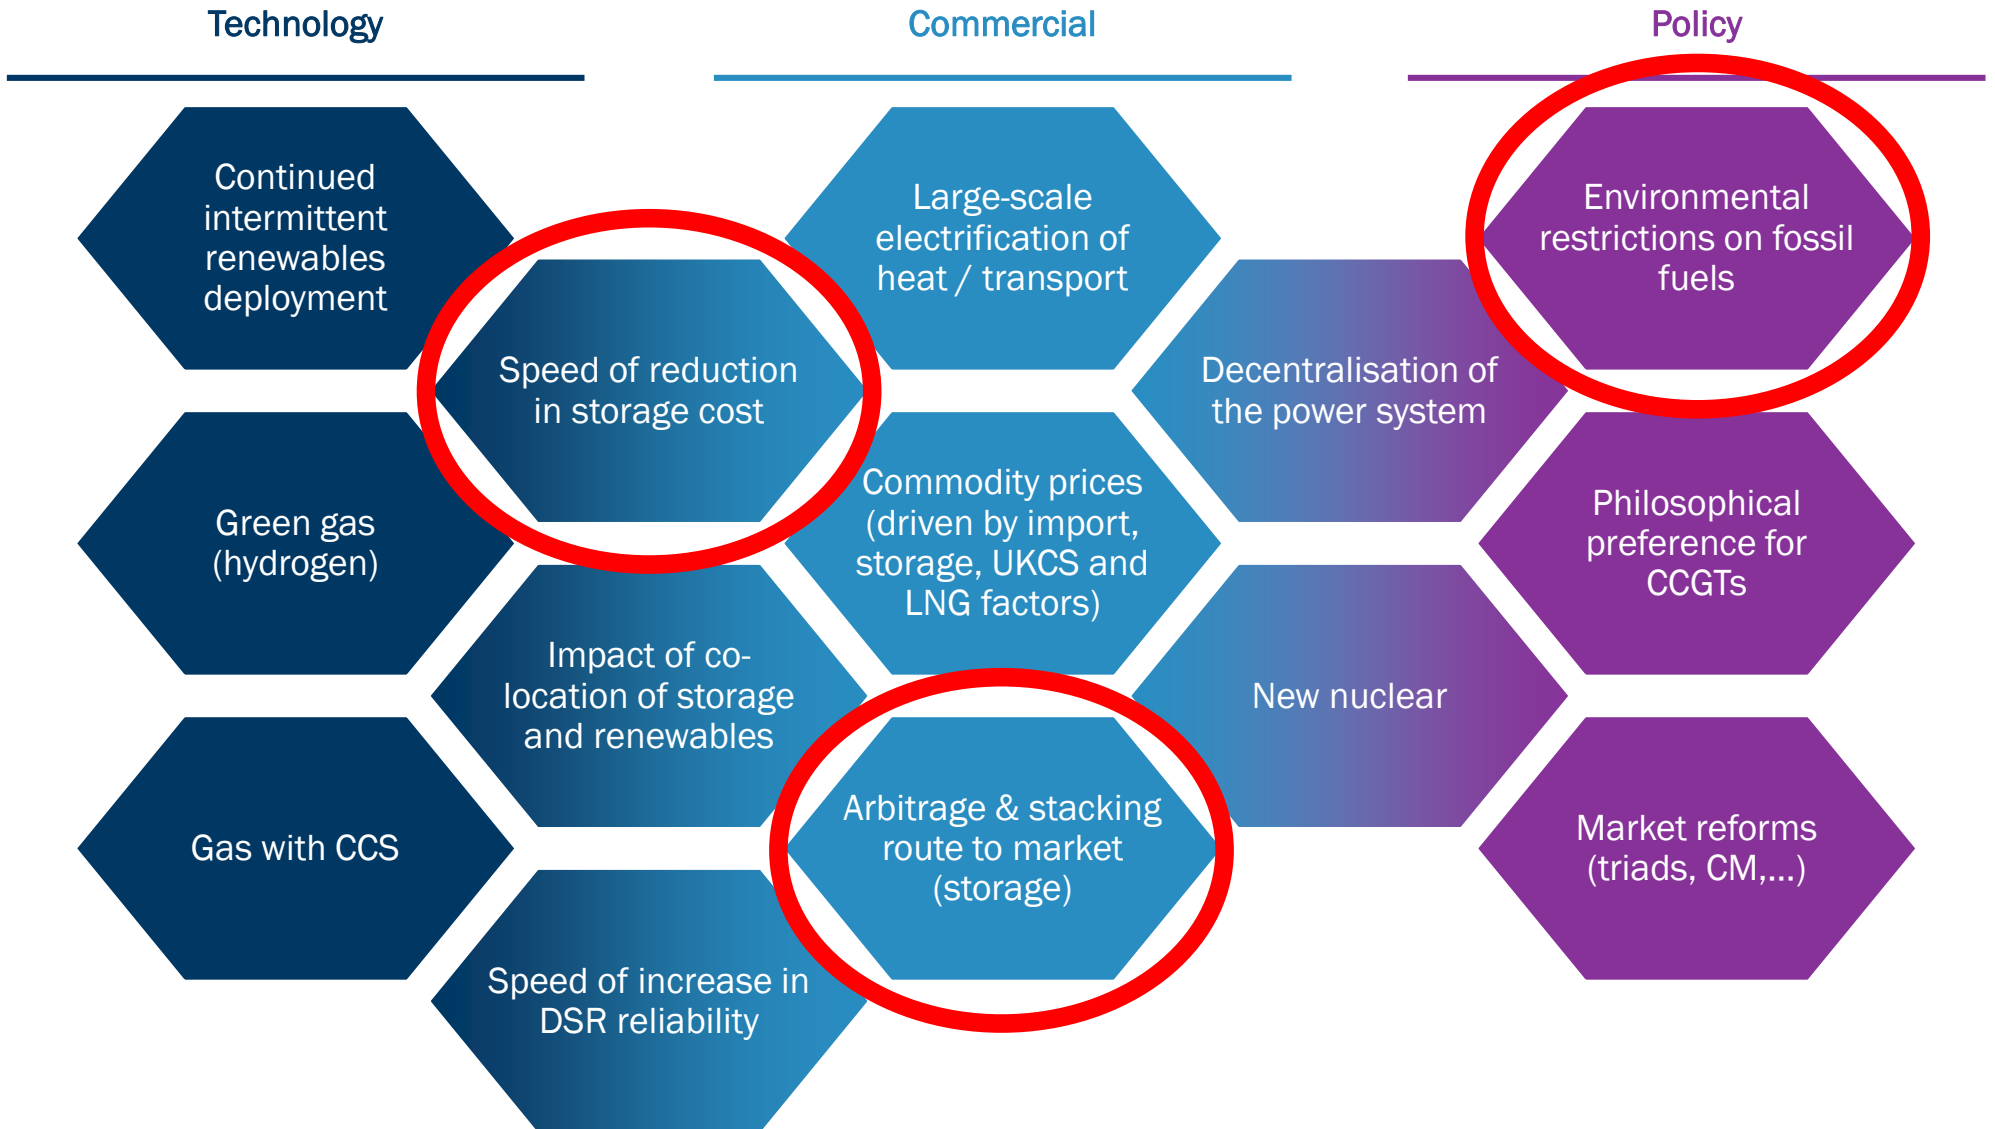 Technology
Commercial
Policy
Continued
intermittent
renewables
deployment
Large-scale
electrification of
heat / transport
Environmental
restrictions on fossil
fuels
Speed of reduction
in storage cost
Decentralisation of
the power system
Green gas
(hydrogen)
Commodity prices
(driven by import,
storage, UKCS and
LNG factors)
Philosophical
preference for
CCGTs
Impact of co-
location of storage
and renewables
New nuclear
Gas with CCS
Arbitrage & stacking
route to market
(storage)
Market reforms
(triads, CM,...)
Speed of increase in
DSR reliability